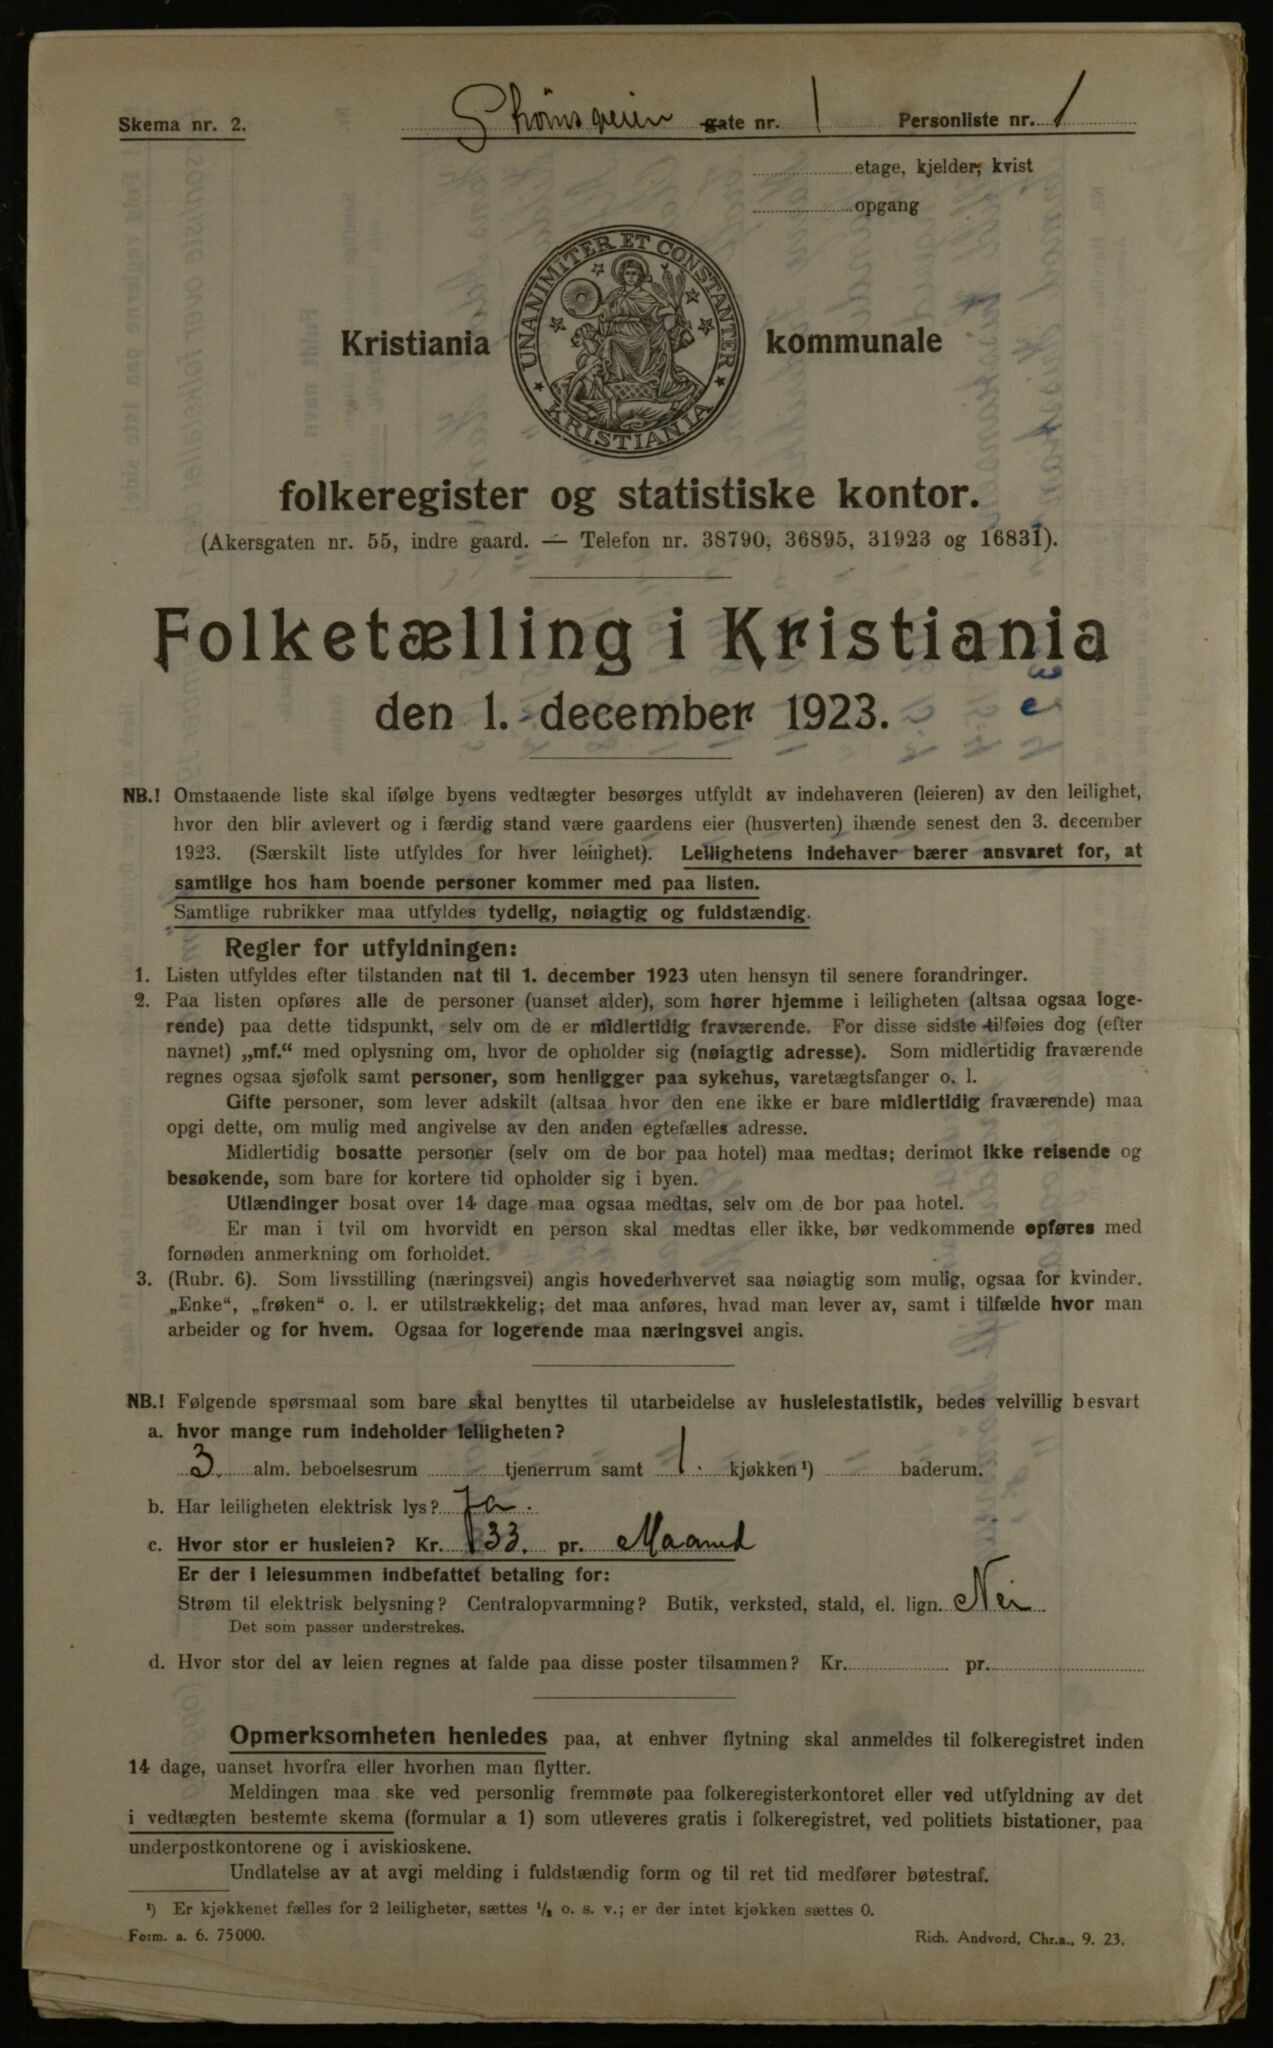 Skema nr. 2.
Strömsveien gate nr. 1 Personliste nr. 1
etage, kjelder, kvist
opgang
UNANIMITER ET CONSTANTER
KRISTIANIA
Kristiania kommunale
folkeregister og statistiske kontor.
(Akersgaten nr. 55, indre gaard. — Telefon nr. 38790, 36895, 31923 og 16831).
Folketælling i Kristiania
den 1. december 1923.
NB.! Omstaaende liste skal ifølge byens vedtægter besørges utfyldt av indehaveren (leieren) av den leilighet,
hvor den blir avlevert og i færdig stand være gaardens eier (husverten) ihænde senest den 3. december
1923. (Særskilt liste utfyldes for hver leilighet). Leilighetens indehaver bærer ansvaret for, at
samtlige hos ham boende personer kommer med paa listen.
Samtlige rubrikker maa utfyldes tydelig, nøiagtig og fuldstændig.
Regler for utfyldningen:
1. Listen utfyldes efter tilstanden nat til 1. december 1923 uten hensyn til senere forandringer.
2. Paa listen opføres alle de personer (uanset alder), som hører hjemme i leiligheten (altsaa ogsaa loge-
rende) paa dette tidspunkt, selv om de er midlertidig fraværende. For disse sidste tilføies dog (efter
navnet) „mf.“ med oplysning om, hvor de opholder sig (nøiagtig adresse). Som midlertidig fraværende
regnes ogsaa sjøfolk samt personer, som henligger paa sykehus, varetægtsfanger o. l.
Gifte personer, som lever adskilt (altsaa hvor den ene ikke er bare midlertidig fraværende) maa
opgi dette, om mulig med angivelse av den anden egtefælles adresse.
Midlertidig bosatte personer (selv om de bor paa hotel) maa medtas; derimot ikke reisende og
besøkende, som bare for kortere tid opholder sig i byen.
Utlændinger bosat over 14 dage maa ogsaa medtas, selv om de bor paa hotel.
Er man i tvil om hvorvidt en person skal medtas eller ikke, bør vedkommende opføres med
fornøden anmerkning om forholdet.
3. (Rubr. 6). Som livsstilling (næringsvei) angis hovederhvervet saa nøiagtig som mulig, ogsaa for kvinder.
„Enke“, „frøken“ o. l. er utilstrækkelig; det maa anføres, hvad man lever av, samt i tilfælde hvor man
arbeider og for hvem. Ogsaa for logerende maa næringsvei angis.
NB.! Følgende spørsmaal som bare skal benyttes til utarbeidelse av husleiestatistik, bedes velvillig besvart
a. hvor mange rum indeholder leiligheten?
3. alm. beboelsesrum tjenerrum samt 1. kjøkken ¹) baderum.
b. Har leiligheten elektrisk lys? Ja.
c. Hvor stor er husleien? Kr. 133. pr. Maaned
Er der i leiesummen indbefattet betaling for:
Strøm til elektrisk belysning? Centralopvarmning? Butik, verksted, stald, el. lign. Nei
Det som passer understrekes.
d. Hvor stor del av leien regnes at falde paa disse poster tilsammen? Kr. pr.
Opmerksomheten henledes paa, at enhver flytning skal anmeldes til folkeregistret inden
14 dage, uanset hvorfra eller hvorhen man flytter.
Meldingen maa ske ved personlig fremmøte paa folkeregisterkontoret eller ved utfyldning av det
i vedtægten bestemte skema (formular a 1) som utleveres gratis i folkeregistret, ved politiets bistationer, paa
underpostkontorene og i aviskioskene.
Undlatelse av at avgi melding i fuldstændig form og til ret tid medfører bøtestraf.
¹) Er kjøkkenet fælles for 2 leiligheter, sættes ½ o. s. v.; er der intet kjøkken sættes 0.
Form. a. 6. 75000. Rich. Andvord, Chr.a., 9. 23.